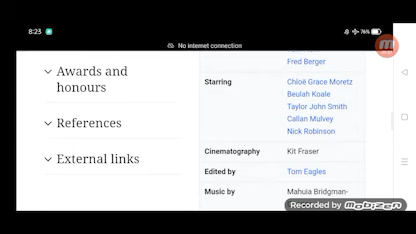 8:23
76%
No internet connection
Fred Berger
Awards and honours
References
External links
Starring
Chloë Grace Moretz
Beulah Koale
Taylor John Smith
Callan Mulvey
Nick Robinson
Cinematography
Kit Fraser
Edited by
Tom Eagles
Music by
Mahuia Bridgman-
Recorded by MOBIZEN